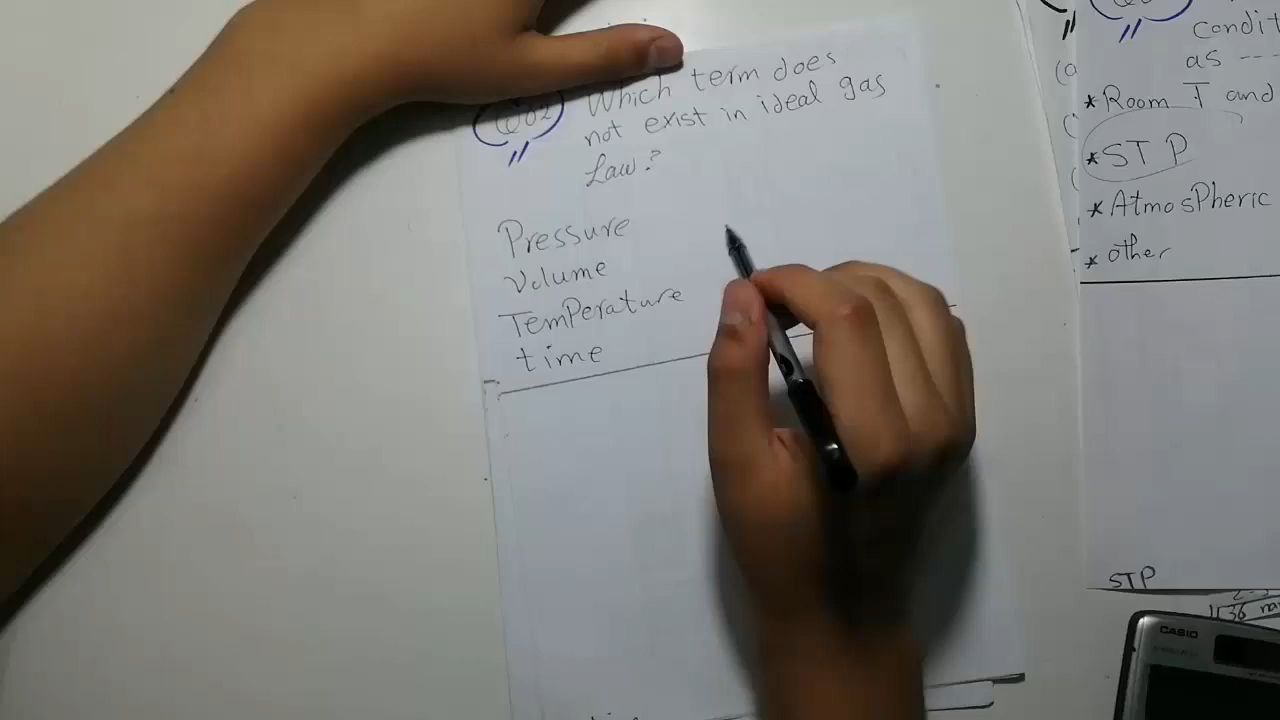 Which term does
not exist in ideal gas
Law?
Pressure
Volume
TemPerature
time
condit
as ----
*Room T and
*STP
*AtmosPheric
*other
STP
CASIO